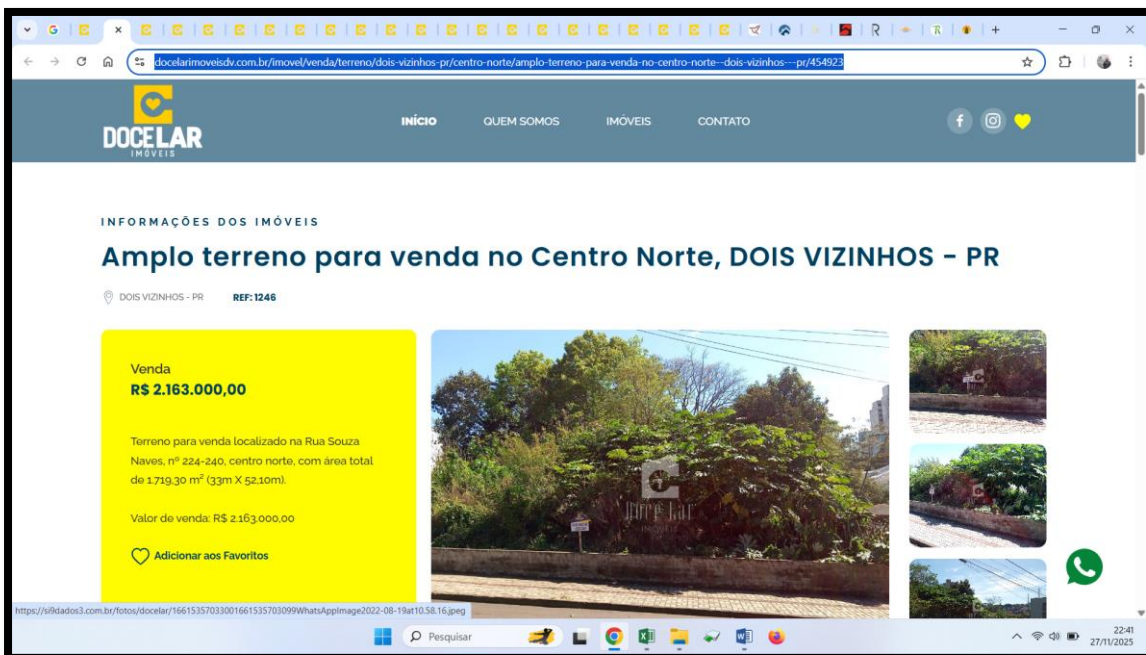 docelarimoveisdv.com.br/imovel/venda/terreno/dois-vizinhos-pr/centro-norte/amplo-terreno-para-venda-no-centro-norte--dois-vizinhos---pr/454923
DOCELAR
IMÓVEIS
INÍCIO
QUEM SOMOS
IMÓVEIS
CONTATO
INFORMAÇÕES DOS IMÓVEIS
Amplo terreno para venda no Centro Norte, DOIS VIZINHOS - PR
DOIS VIZINHOS - PR
REF: 1246
Venda
R$ 2.163.000,00
Terreno para venda localizado na Rua Souza
Naves, nº 224-240, centro norte, com área total
de 1.719,30 m² (33m X 52,10m).
Valor de venda: R$ 2.163.000,00
Adicionar aos Favoritos
Doce Lar
https://si9dados3.com.br/fotos/docelar/16615357033001661535703099WhatsAppImage2022-08-19at10.58.16.jpeg
Pesquisar
22:41
27/11/2025